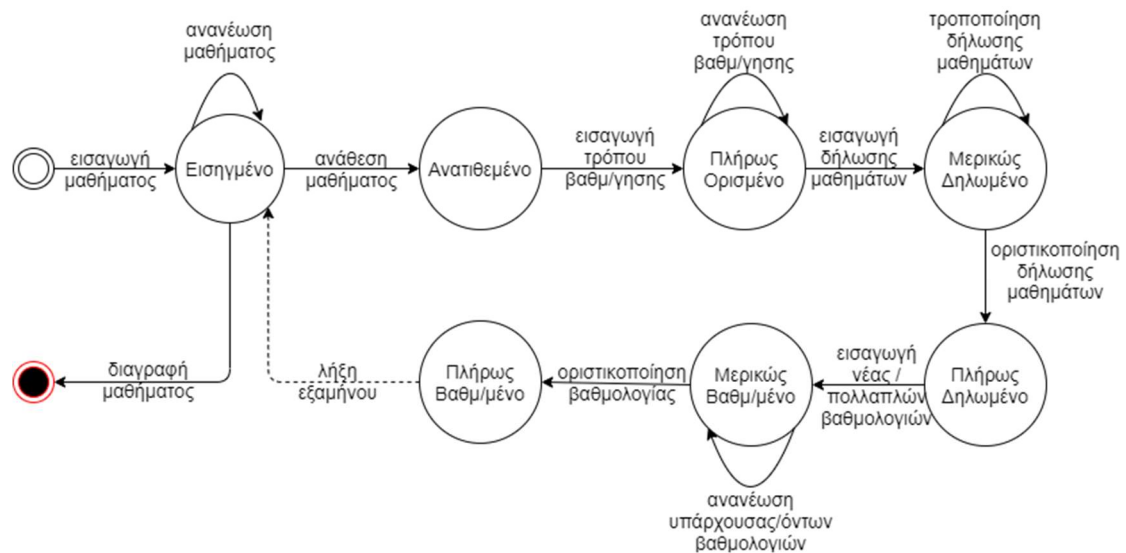 ανανέωση
μαθήματος
ανανέωση
τρόπου
βαθμ/γησης
τροποποίηση
δήλωσης
μαθημάτων
εισαγωγή
μαθήματος
Εισηγμένο
ανάθεση
μαθήματος
Ανατιθεμένο
εισαγωγή
τρόπου
βαθμ/γησης
Πλήρως
Ορισμένο
εισαγωγή
δήλωσης
μαθημάτων
Μερικώς
Δηλωμένο
οριστικοποίηση
δήλωσης
μαθημάτων
διαγραφή
μαθήματος
λήξη
εξαμήνου
Πλήρως
Βαθμ/μένο
οριστικοποίηση
βαθμολογίας
Μερικώς
Βαθμ/μένο
εισαγωγή
νέας /
πολλαπλών
βαθμολογιών
Πλήρως
Δηλωμένο
ανανέωση
υπάρχουσας/όντων
βαθμολογιών